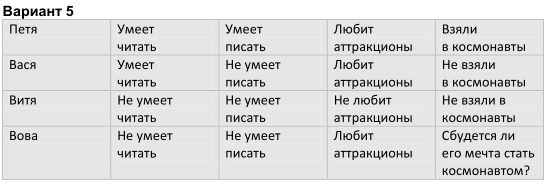 Вариант 5
Петя Умеет Умеет Любит Взяли
читать писать аттракционы в космонавты
Вася Умеет Не умеет Любит Не взяли
читать писать аттракционы в космонавты
Витя Не умеет Не умеет Не любит Не взяли в
читать писать аттракционы космонавты
Вова Не умеет Не умеет Любит Сбудется ли
читать писать аттракционы его мечта стать
космонавтом?